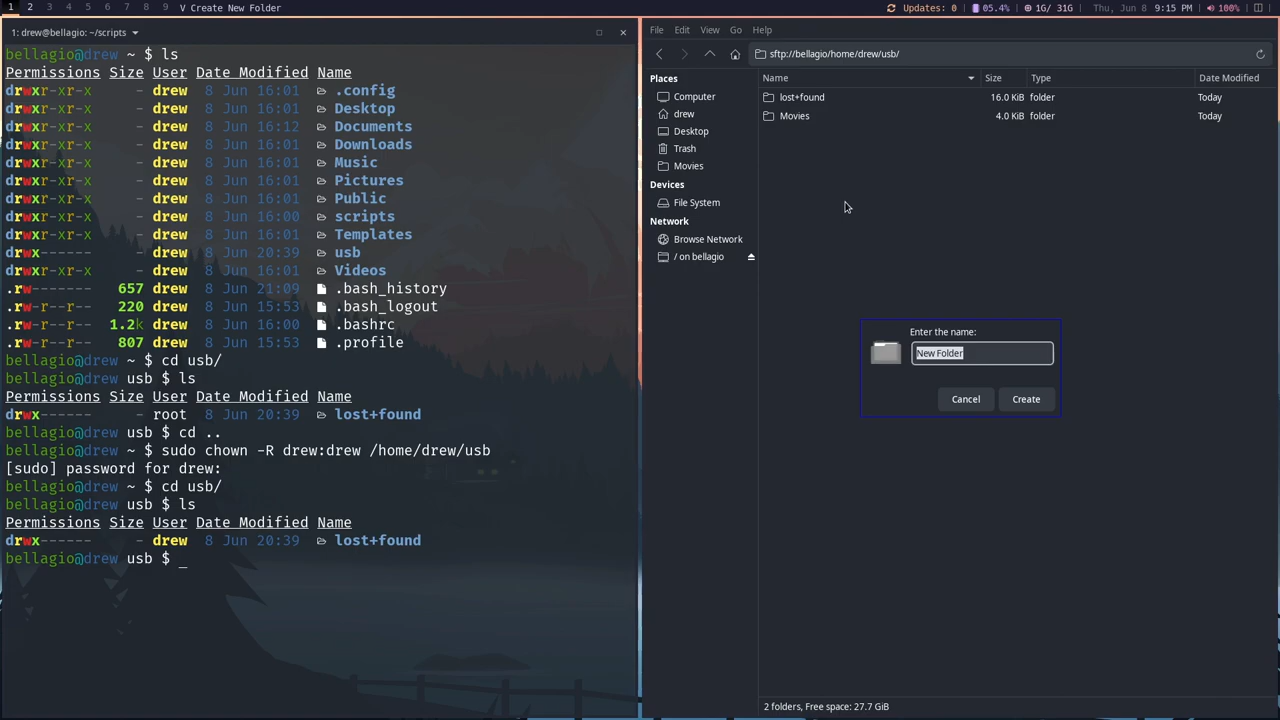 1 2 3 4 5 6 7 8 9 V Create New Folder Updates: 0 05.4% 1G/ 31G Thu, Jun 8 9:15 PM 100%
1: drew@bellagio: ~/scripts
bellagio@drew ~ $ ls
Permissions Size User Date Modified Name
drwxr-xr-x - drew 8 Jun 16:01 .config
drwxr-xr-x - drew 8 Jun 16:01 Desktop
drwxr-xr-x - drew 8 Jun 16:12 Documents
drwxr-xr-x - drew 8 Jun 16:01 Downloads
drwxr-xr-x - drew 8 Jun 16:01 Music
drwxr-xr-x - drew 8 Jun 16:01 Pictures
drwxr-xr-x - drew 8 Jun 16:01 Public
drwxr-xr-x - drew 8 Jun 16:00 scripts
drwxr-xr-x - drew 8 Jun 16:01 Templates
drwx------ - drew 8 Jun 20:39 usb
drwxr-xr-x - drew 8 Jun 16:01 Videos
.rw------- 657 drew 8 Jun 21:09 .bash_history
.rw-r--r-- 220 drew 8 Jun 15:53 .bash_logout
.rw-r--r-- 1.2k drew 8 Jun 16:00 .bashrc
.rw-r--r-- 807 drew 8 Jun 15:53 .profile
bellagio@drew ~ $ cd usb/
bellagio@drew usb $ ls
Permissions Size User Date Modified Name
drwx------ - root 8 Jun 20:39 lost+found
bellagio@drew usb $ cd ..
bellagio@drew ~ $ sudo chown -R drew:drew /home/drew/usb
[sudo] password for drew:
bellagio@drew ~ $ cd usb/
bellagio@drew usb $ ls
Permissions Size User Date Modified Name
drwx------ - drew 8 Jun 20:39 lost+found
bellagio@drew usb $ _
File Edit View Go Help
sftp://bellagio/home/drew/usb/
Places
Computer
drew
Desktop
Trash
Movies
Devices
File System
Network
Browse Network
/ on bellagio
Name Size Type Date Modified
lost+found 16.0 KiB folder Today
Movies 4.0 KiB folder Today
Enter the name:
New Folder
Cancel Create
2 folders, Free space: 27.7 GiB